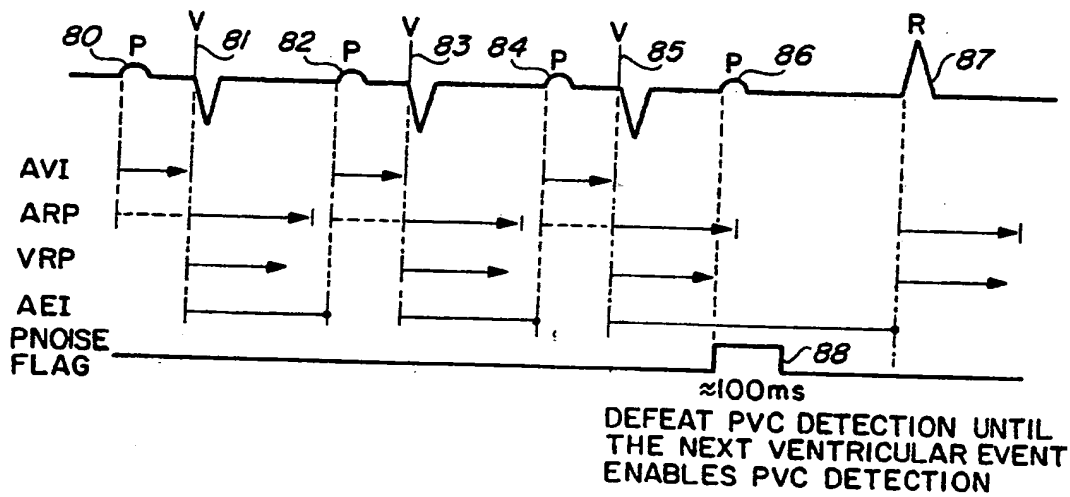 V V V R
80 P 81 82 P 83 84 P 85 P 86 87
AVI
ARP
VRP
AEI
PNOISE
FLAG
88
≈100ms
DEFEAT PVC DETECTION UNTIL
THE NEXT VENTRICULAR EVENT
ENABLES PVC DETECTION